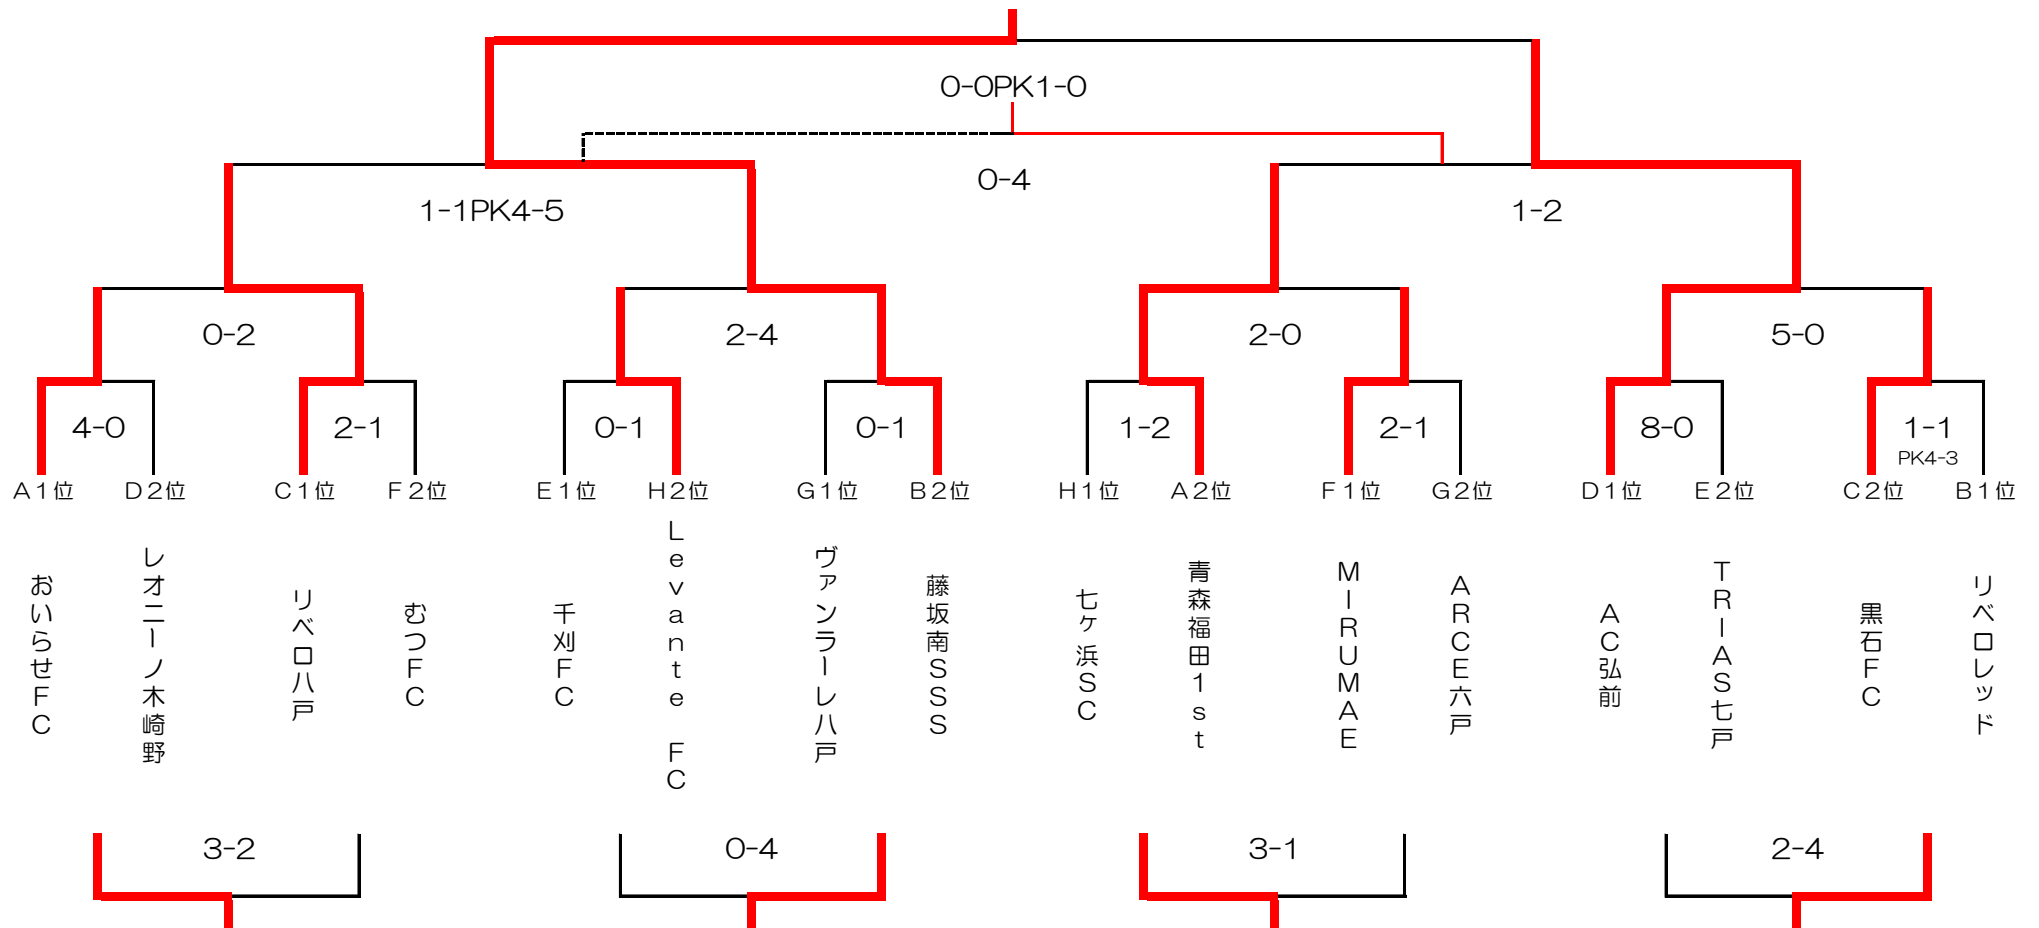 0-0PK1-0
0-4
1-1PK4-5
1-2
0-2
2-4
2-0
5-0
4-0
2-1
0-1
0-1
1-2
2-1
8-0
1-1
PK4-3
A1位
D2位
C1位
F2位
E1位
H2位
G1位
B2位
H1位
A2位
F1位
G2位
D1位
E2位
C2位
B1位
おいらせFC
レオニーノ木崎野
リベロ八戸
むつFC
千刈FC
Levante FC
ヴァンラーレ八戸
藤坂南SSS
七ヶ浜SC
青森福田1st
MIRUMAE
ARCE六戸
AC弘前
TRIAS七戸
黒石FC
リベロレッド
3-2
0-4
3-1
2-4